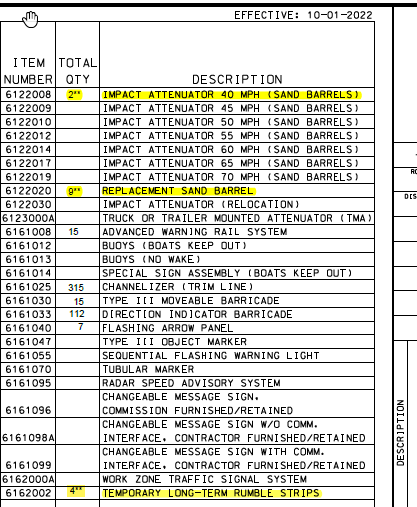 EFFECTIVE: 10-01-2022
ITEM NUMBER TOTAL QTY DESCRIPTION
6122008 2** IMPACT ATTENUATOR 40 MPH (SAND BARRELS)
6122009 IMPACT ATTENUATOR 45 MPH (SAND BARRELS)
6122010 IMPACT ATTENUATOR 50 MPH (SAND BARRELS)
6122012 IMPACT ATTENUATOR 55 MPH (SAND BARRELS)
6122014 IMPACT ATTENUATOR 60 MPH (SAND BARRELS)
6122017 IMPACT ATTENUATOR 65 MPH (SAND BARRELS)
6122019 IMPACT ATTENUATOR 70 MPH (SAND BARRELS)
6122020 9** REPLACEMENT SAND BARREL
6122030 IMPACT ATTENUATOR (RELOCATION)
6123000A TRUCK OR TRAILER MOUNTED ATTENUATOR (TMA)
6161008 15 ADVANCED WARNING RAIL SYSTEM
6161012 BUOYS (BOATS KEEP OUT)
6161013 BUOYS (NO WAKE)
6161014 SPECIAL SIGN ASSEMBLY (BOATS KEEP OUT)
6161025 315 CHANNELIZER (TRIM LINE)
6161030 15 TYPE III MOVEABLE BARRICADE
6161033 112 DIRECTION INDICATOR BARRICADE
6161040 7 FLASHING ARROW PANEL
6161047 TYPE III OBJECT MARKER
6161055 SEQUENTIAL FLASHING WARNING LIGHT
6161070 TUBULAR MARKER
6161095 RADAR SPEED ADVISORY SYSTEM
CHANGEABLE MESSAGE SIGN,
6161096 COMMISSION FURNISHED/RETAINED
CHANGEABLE MESSAGE SIGN W/O COMM.
6161098A INTERFACE, CONTRACTOR FURNISHED/RETAINED
CHANGEABLE MESSAGE SIGN WITH COMM.
6161099 INTERFACE, CONTRACTOR FURNISHED/RETAINED
6162000A WORK ZONE TRAFFIC SIGNAL SYSTEM
6162002 4** TEMPORARY LONG-TERM RUMBLE STRIPS
DESCRIPTION